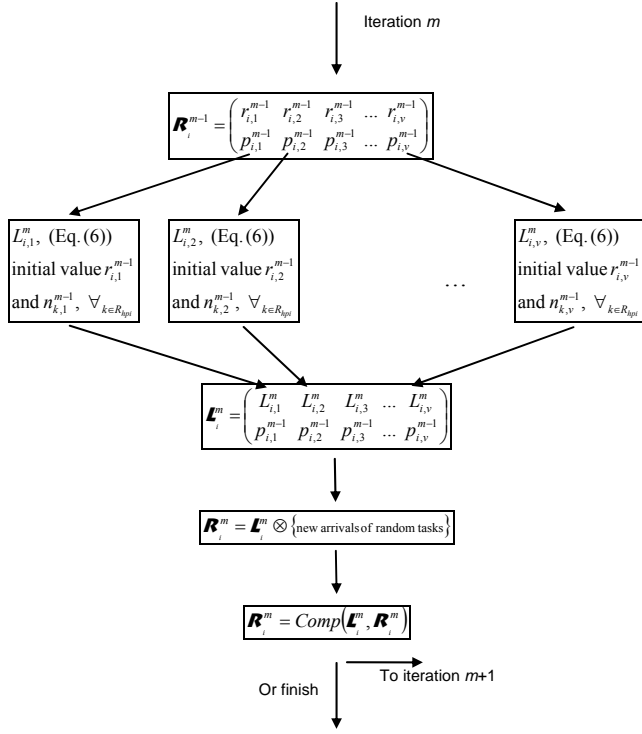 Iteration m
𝓡_i^{m-1} = ( r_{i,1}^{m-1} r_{i,2}^{m-1} r_{i,3}^{m-1} ... r_{i,v}^{m-1}
p_{i,1}^{m-1} p_{i,2}^{m-1} p_{i,3}^{m-1} ... p_{i,v}^{m-1} )
L_{i,1}^m, (Eq.(6))
initial value r_{i,1}^{m-1}
and n_{k,1}^{m-1}, ∀_{k∈R_{hpi}}
L_{i,2}^m, (Eq.(6))
initial value r_{i,2}^{m-1}
and n_{k,2}^{m-1}, ∀_{k∈R_{hpi}}
...
L_{i,v}^m, (Eq.(6))
initial value r_{i,v}^{m-1}
and n_{k,v}^{m-1}, ∀_{k∈R_{hpi}}
𝓛_i^m = ( L_{i,1}^m L_{i,2}^m L_{i,3}^m ... L_{i,v}^m
p_{i,1}^{m-1} p_{i,2}^{m-1} p_{i,3}^{m-1} ... p_{i,v}^{m-1} )
𝓡_i^m = 𝓛_i^m ⊗ {new arrivals of random tasks}
𝓡_i^m = Comp(𝓛_i^m, 𝓡_i^m)
To iteration m+1
Or finish